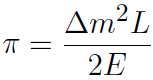 π = Δm²L / 2E